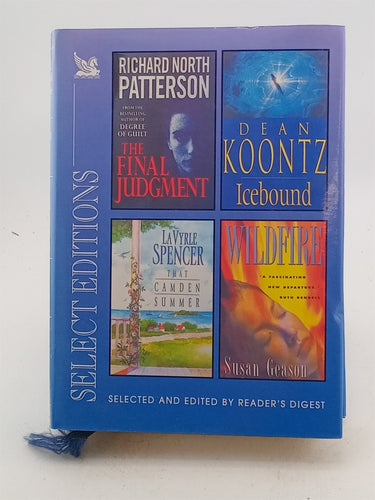 RICHARD NORTH
PATTERSON
FROM THE
BESTSELLING
AUTHOR OF
DEGREE
OF GUILT
THE
FINAL
JUDGMENT
DEAN
KOONTZ
Icebound
LAVYRLE
SPENCER
THAT
CAMDEN
SUMMER
WILDFIRE
"A FASCINATING
NEW DEPARTURE"
RUTH RENDELL
Susan Geason
SELECT EDITIONS
SELECTED AND EDITED BY READER'S DIGEST